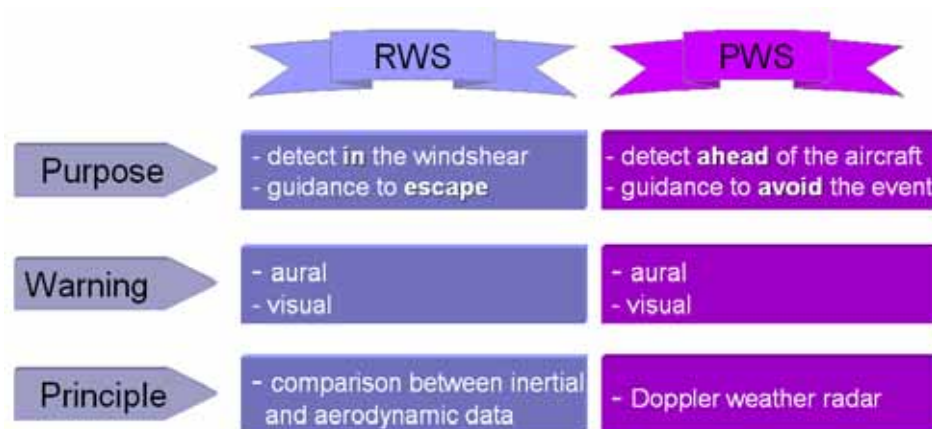 RWS
PWS
Purpose
- detect in the windshear
- guidance to escape
- detect ahead of the aircraft
- guidance to avoid the event
Warning
- aural
- visual
- aural
- visual
Principle
- comparison between inertial
and aerodynamic data
- Doppler weather radar